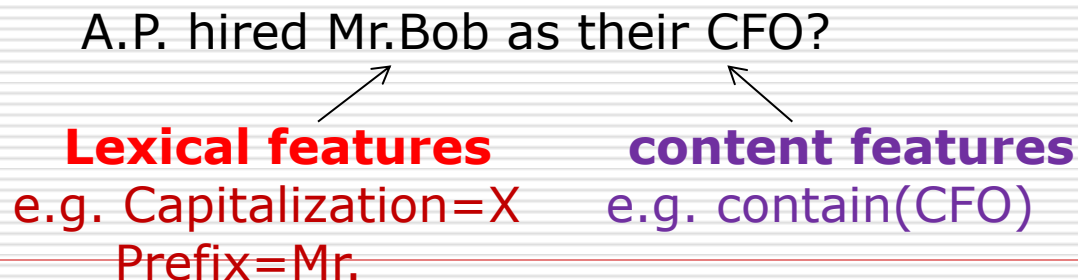 A.P. hired Mr.Bob as their CFO?
Lexical features content features
e.g. Capitalization=X e.g. contain(CFO)
Prefix=Mr.